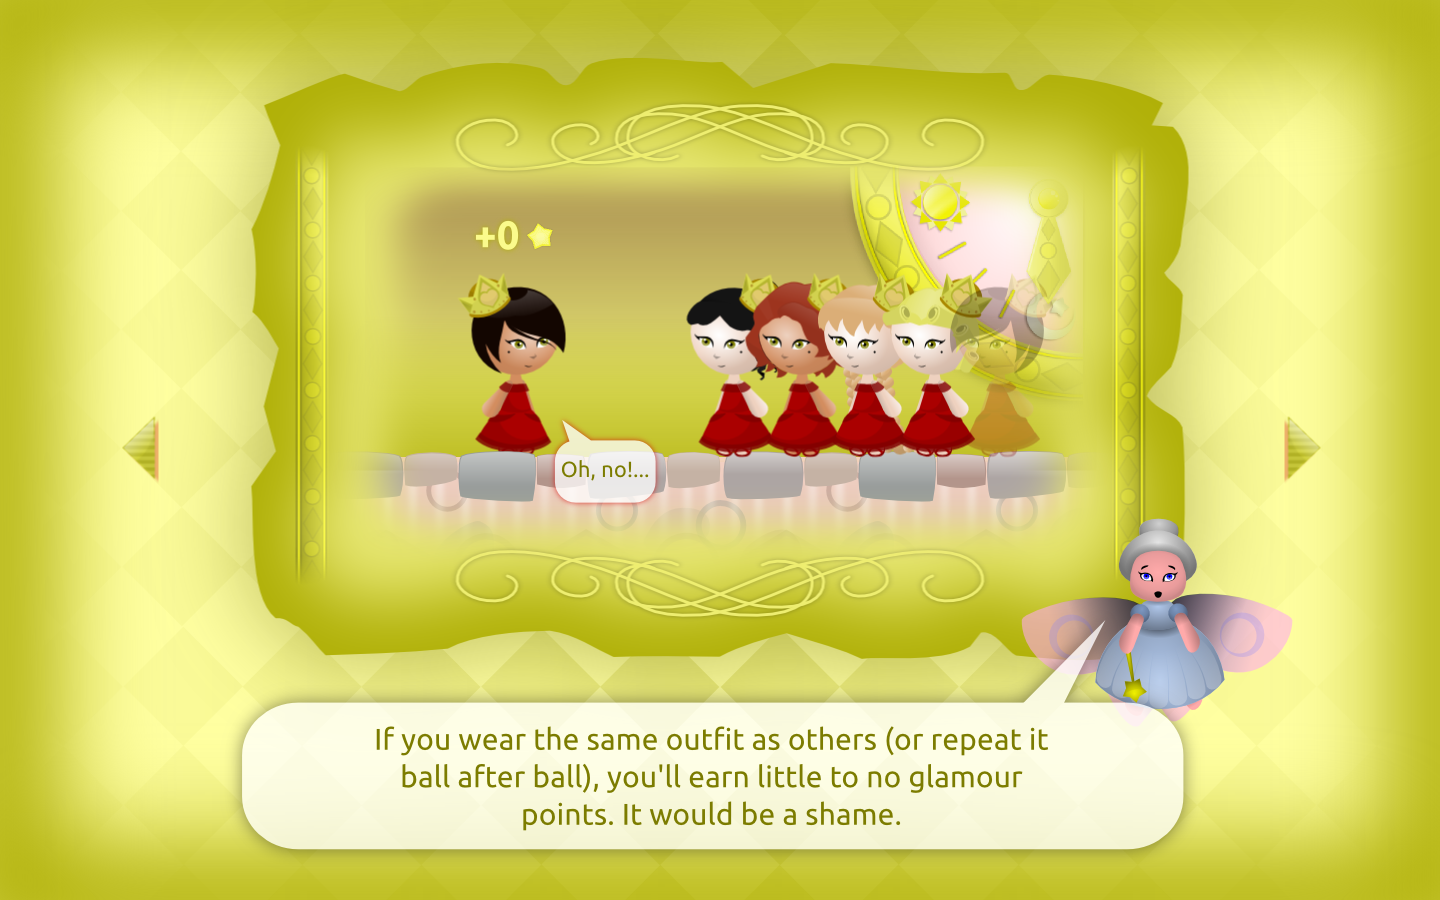 +0
Oh, no!...
If you wear the same outfit as others (or repeat it
ball after ball), you'll earn little to no glamour
points. It would be a shame.